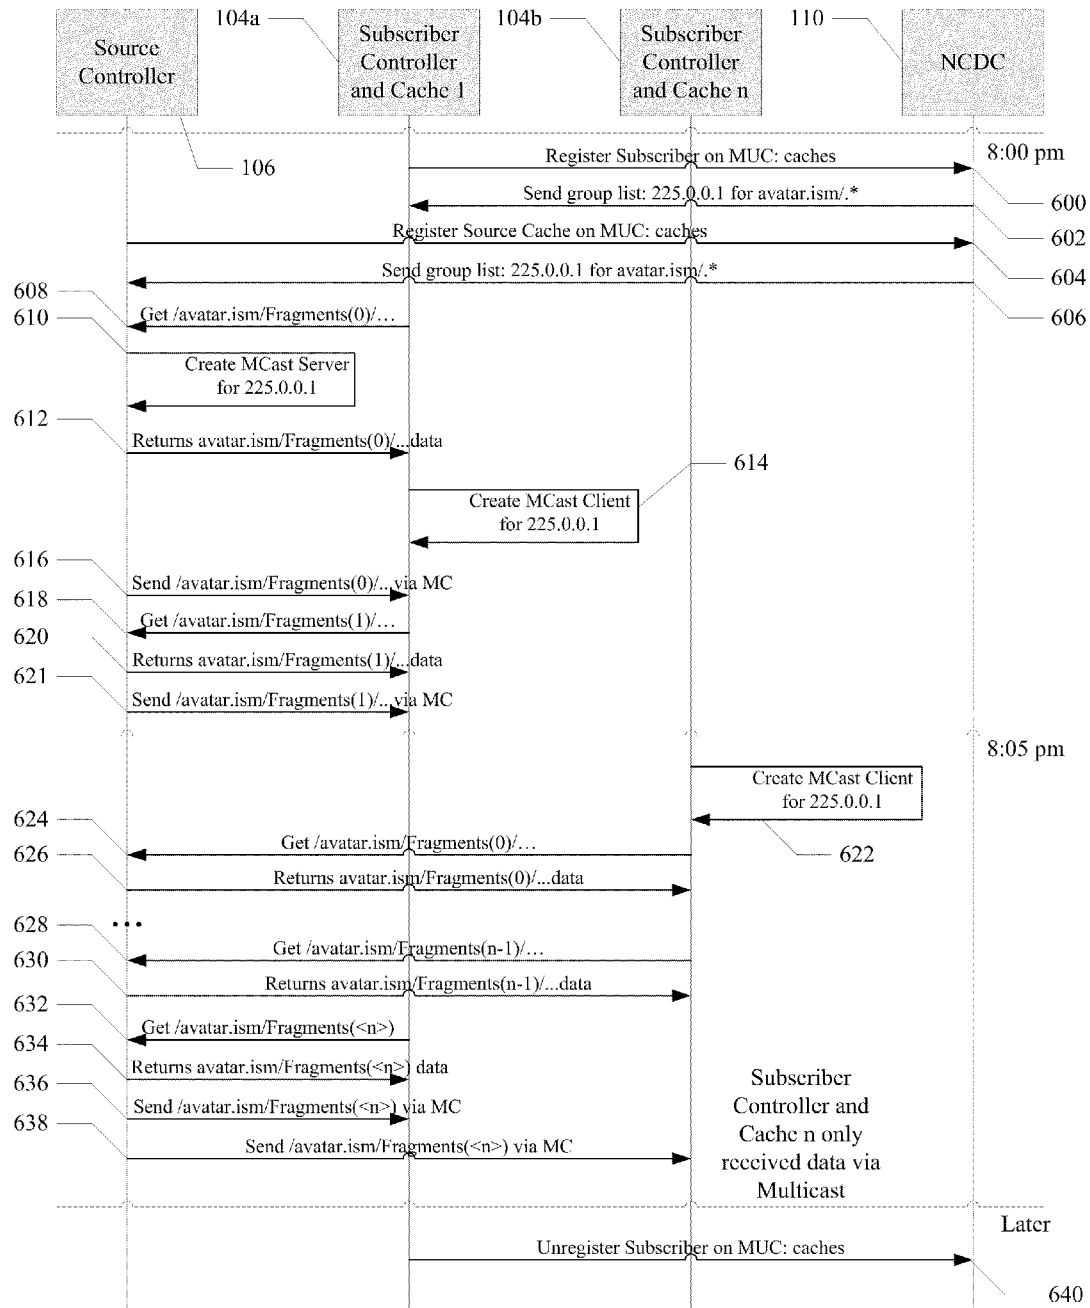 104a
104b
110
Source
Controller
Subscriber
Controller
and Cache 1
Subscriber
Controller
and Cache n
NCDC
106
8:00 pm
Register Subscriber on MUC: caches
600
Send group list: 225.0.0.1 for avatar.ism/.*
602
Register Source Cache on MUC: caches
604
Send group list: 225.0.0.1 for avatar.ism/.*
606
608
Get /avatar.ism/Fragments(0)/...
610
Create MCast Server
for 225.0.0.1
612
Returns avatar.ism/Fragments(0)/...data
614
Create MCast Client
for 225.0.0.1
616
Send /avatar.ism/Fragments(0)/... via MC
618
Get /avatar.ism/Fragments(1)/...
620
Returns avatar.ism/Fragments(1)/...data
621
Send /avatar.ism/Fragments(1)/... via MC
8:05 pm
Create MCast Client
for 225.0.0.1
622
624
Get /avatar.ism/Fragments(0)/...
626
Returns avatar.ism/Fragments(0)/...data
628
...
Get /avatar.ism/Fragments(n-1)/...
630
Returns avatar.ism/Fragments(n-1)/...data
632
Get /avatar.ism/Fragments(<n>)
634
Returns avatar.ism/Fragments(<n>) data
636
Send /avatar.ism/Fragments(<n>) via MC
638
Send /avatar.ism/Fragments(<n>) via MC
Subscriber
Controller and
Cache n only
received data via
Multicast
Later
Unregister Subscriber on MUC: caches
640